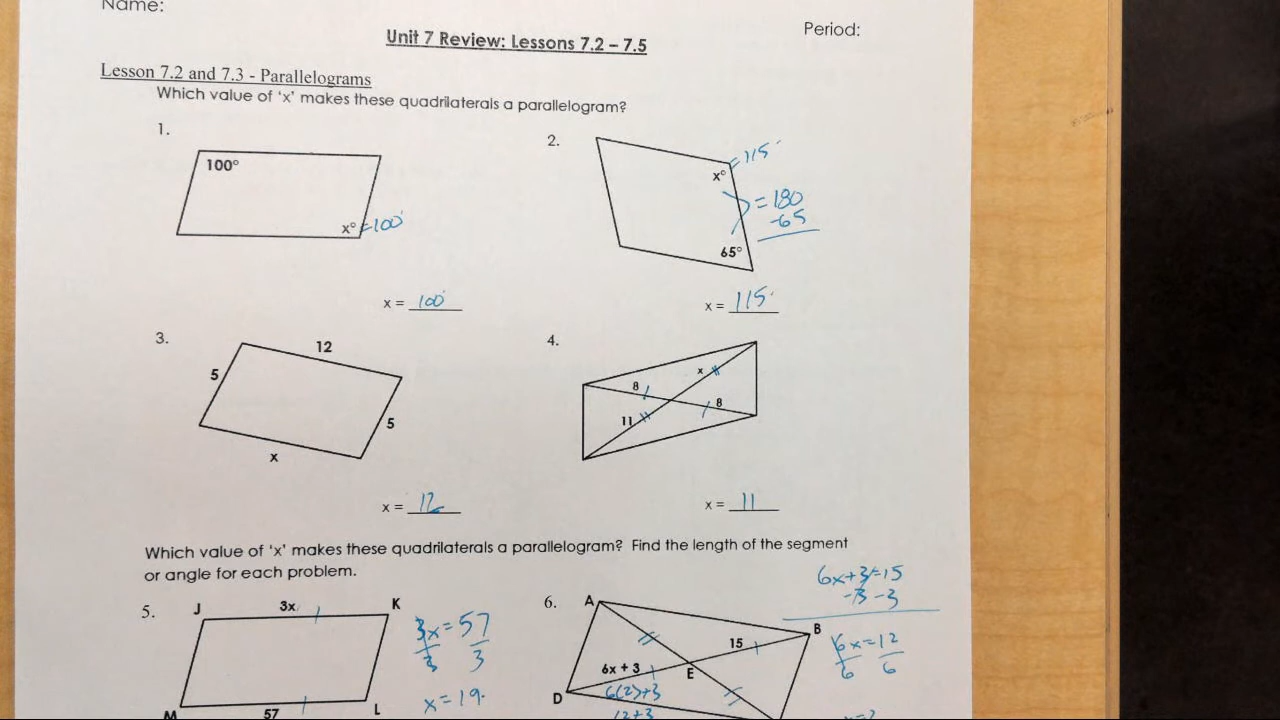 Name:
Period:
Unit 7 Review: Lessons 7.2 – 7.5
Lesson 7.2 and 7.3 - Parallelograms
Which value of 'x' makes these quadrilaterals a parallelogram?
1.
100°
x° =100°
x = 100°
2.
=115°
x°
= 180
-65
65°
x = 115°
3.
12
5
5
x
x = 12
4.
8
x
8
11
x = 11
Which value of 'x' makes these quadrilaterals a parallelogram? Find the length of the segment
or angle for each problem.
5.
J
3x
K
M
57
L
3x = 57
3 3
x = 19.
6.
A
B
15
6x + 3
E
D
6(2)+3
12+3
6x+3=15
-3 -3
6x=12
6 6